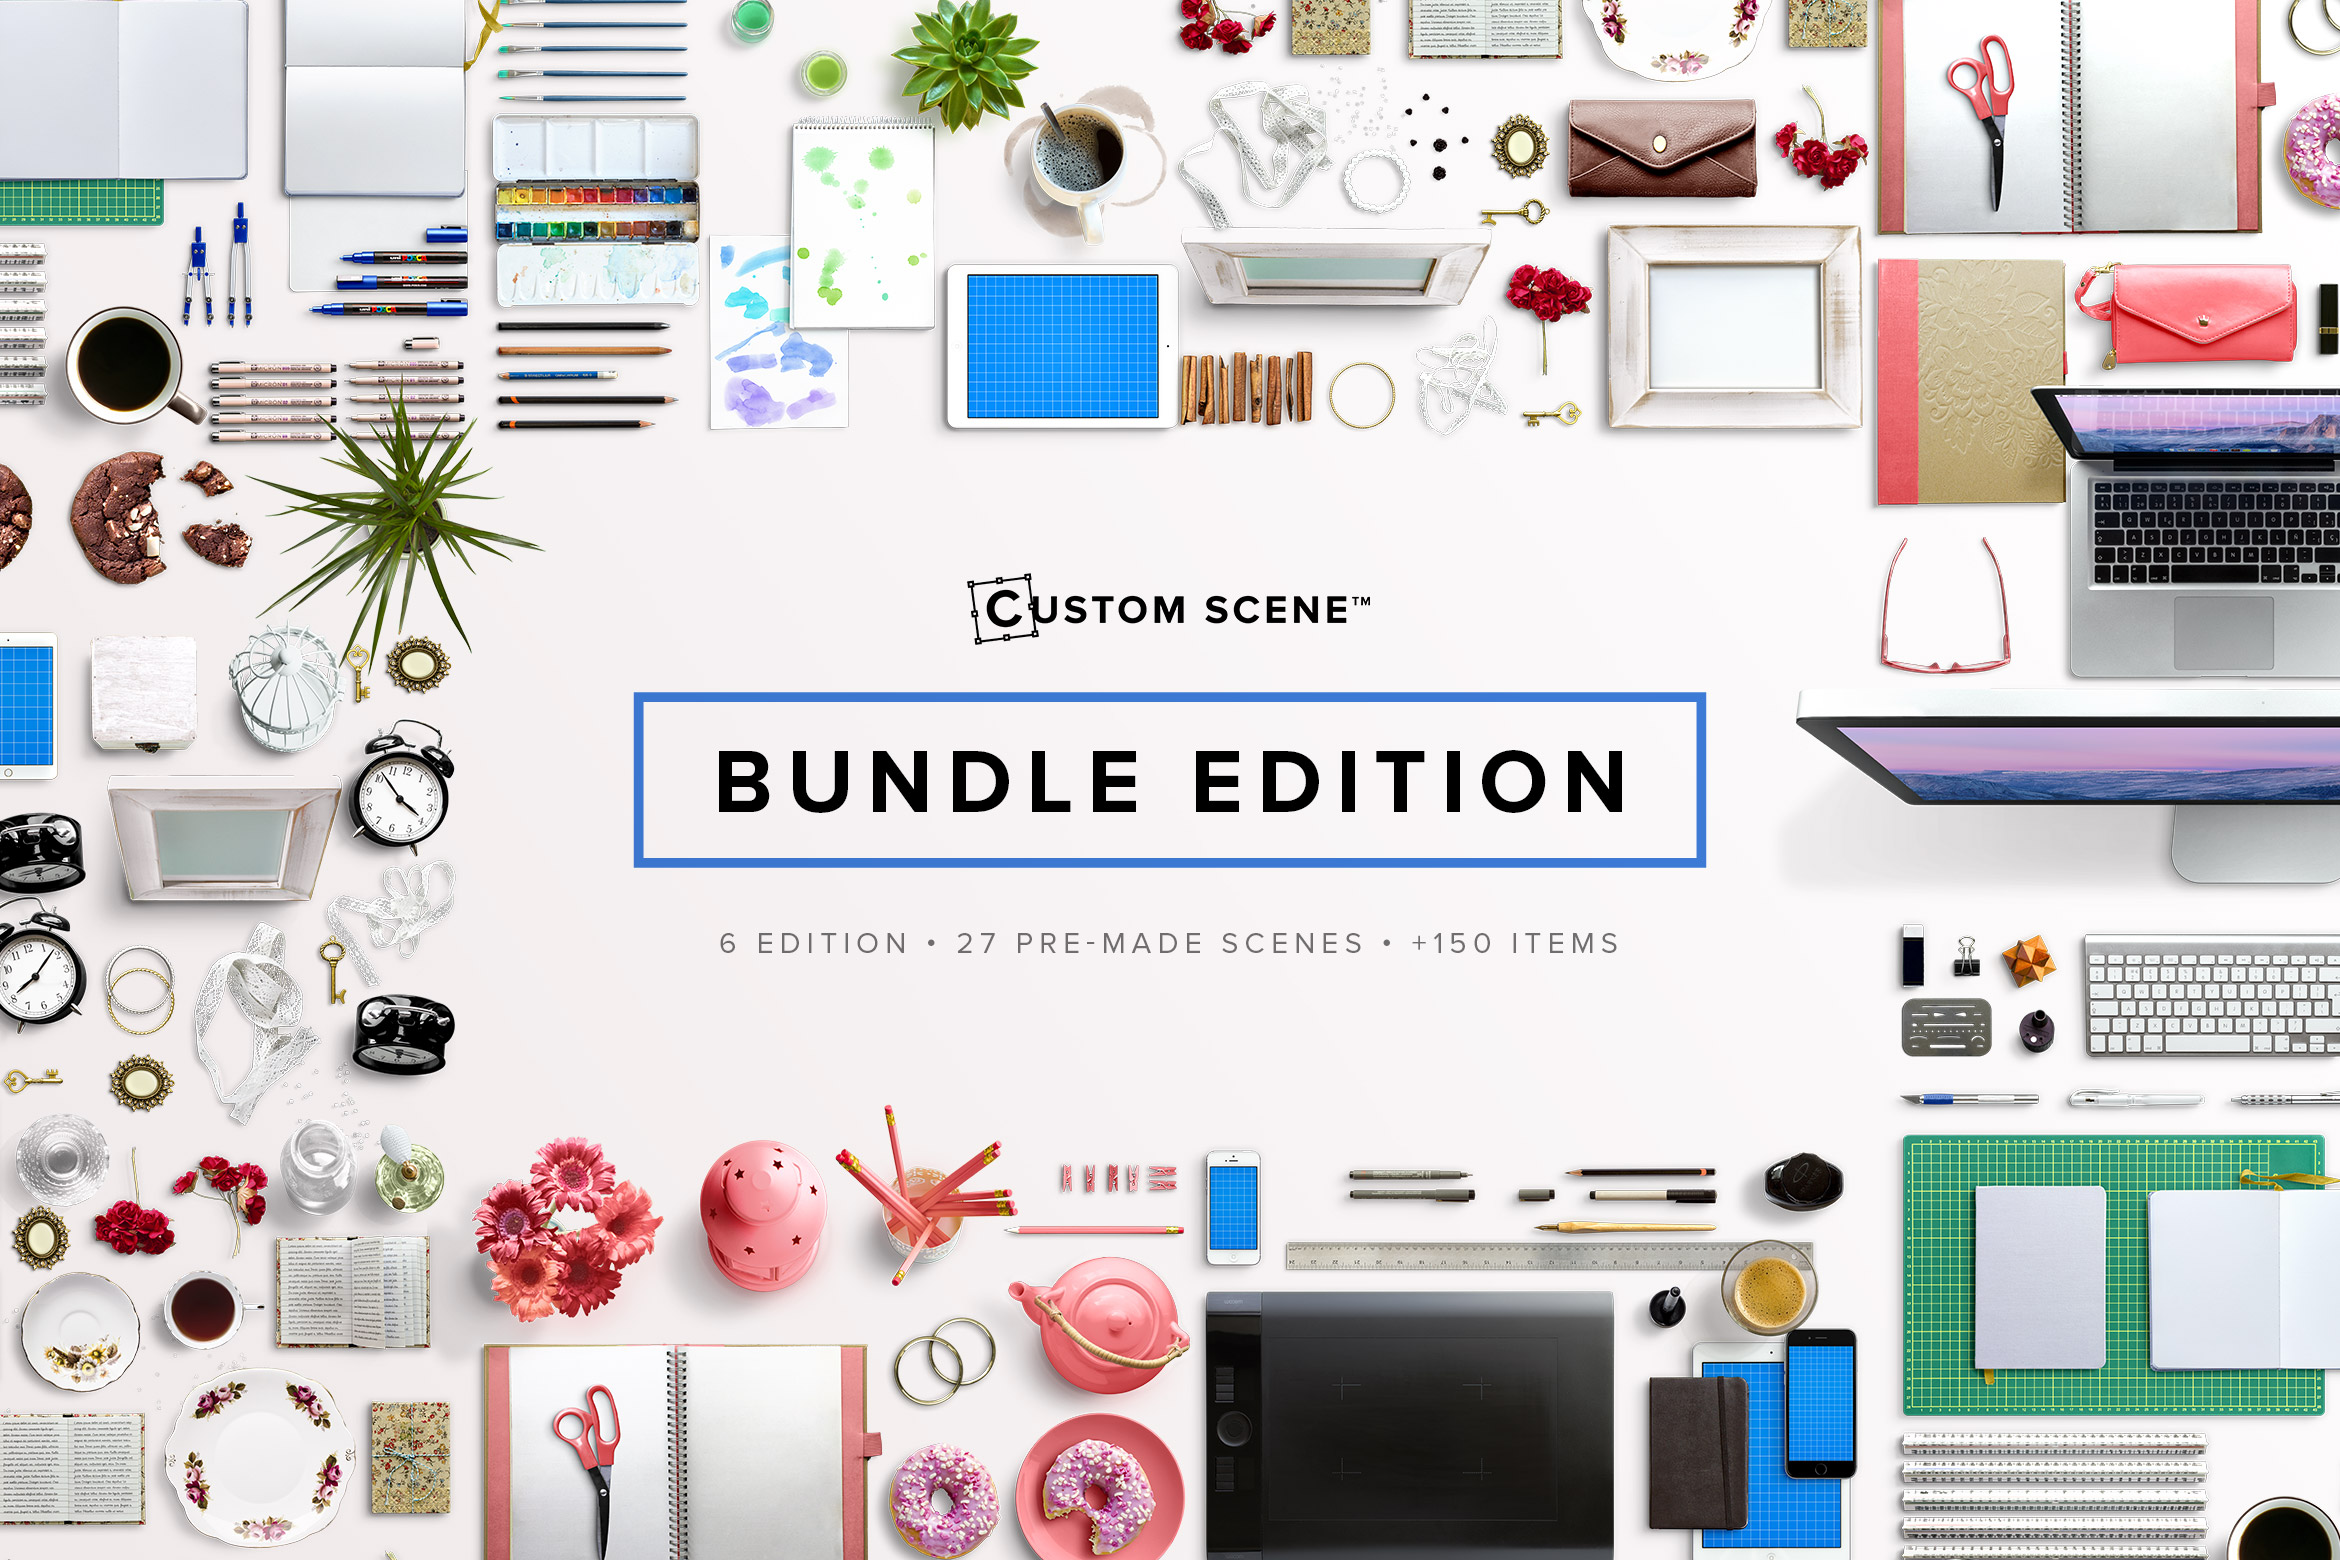 CUSTOM SCENE™
BUNDLE EDITION
6 EDITION • 27 PRE-MADE SCENES • +150 ITEMS